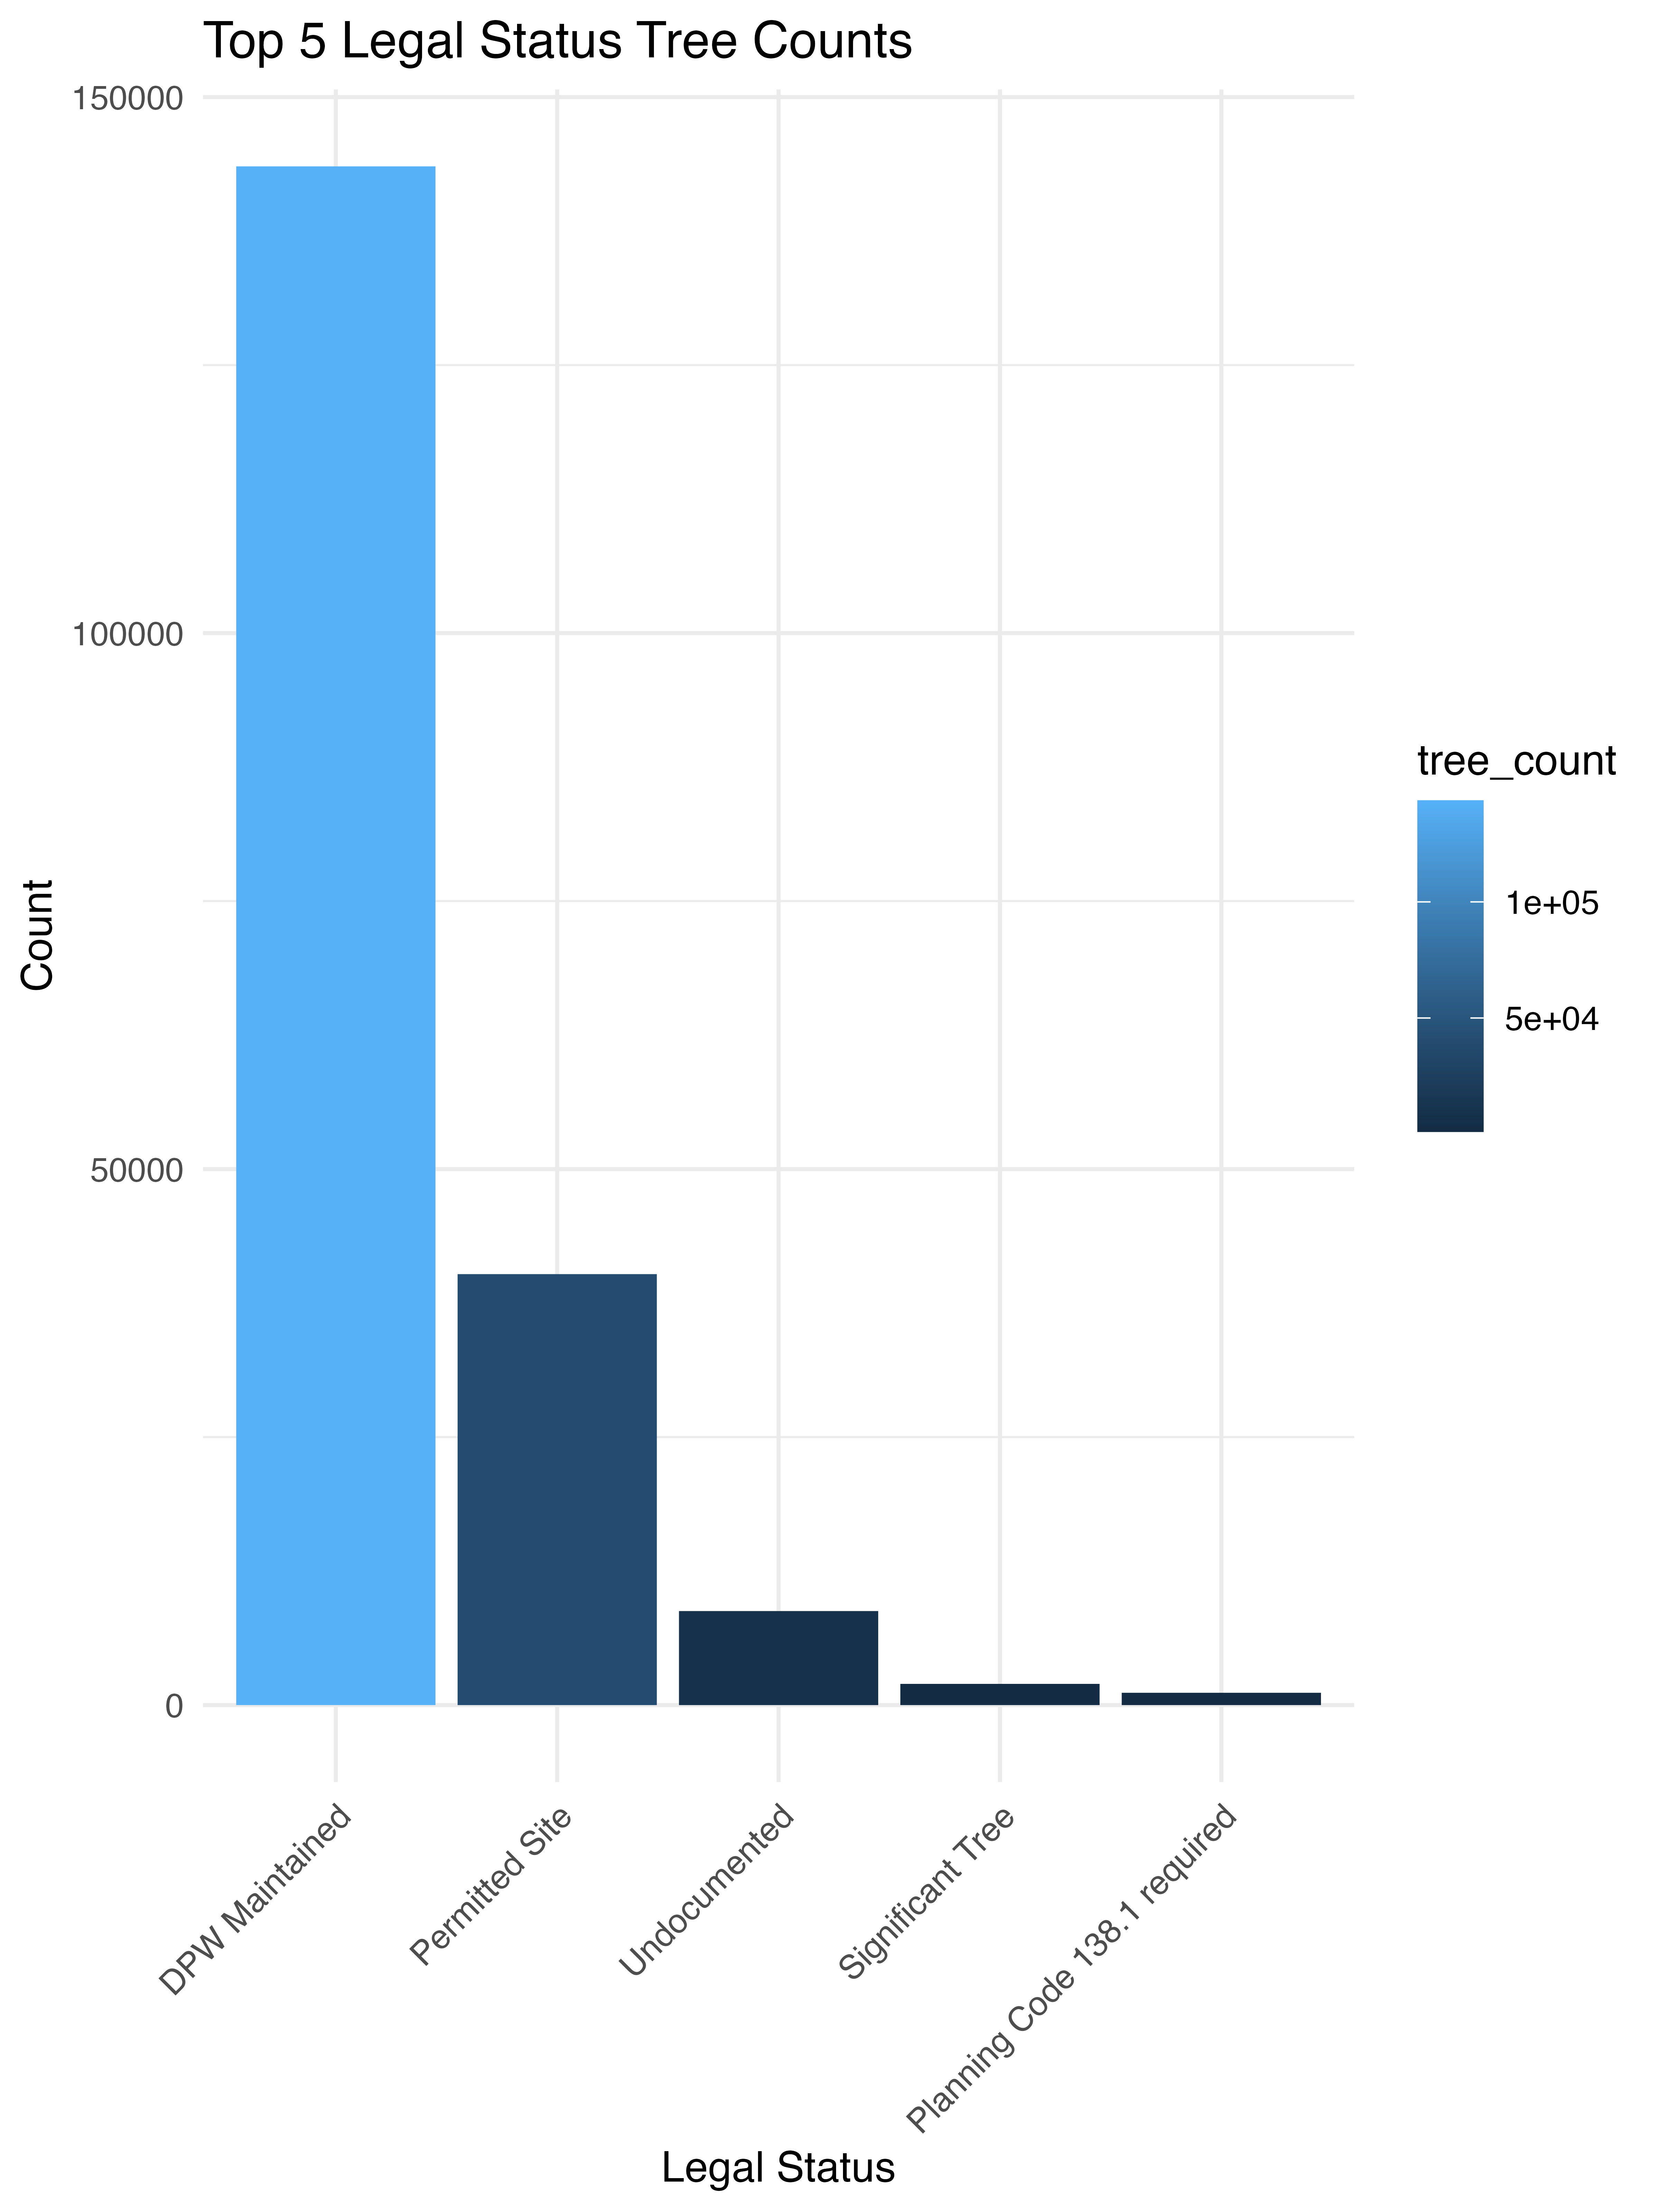 Top 5 Legal Status Tree Counts
150000
100000
50000
0
Count
DPW Maintained
Permitted Site
Undocumented
Significant Tree
Planning Code 138.1 required
Legal Status
tree_count
1e+05
5e+04